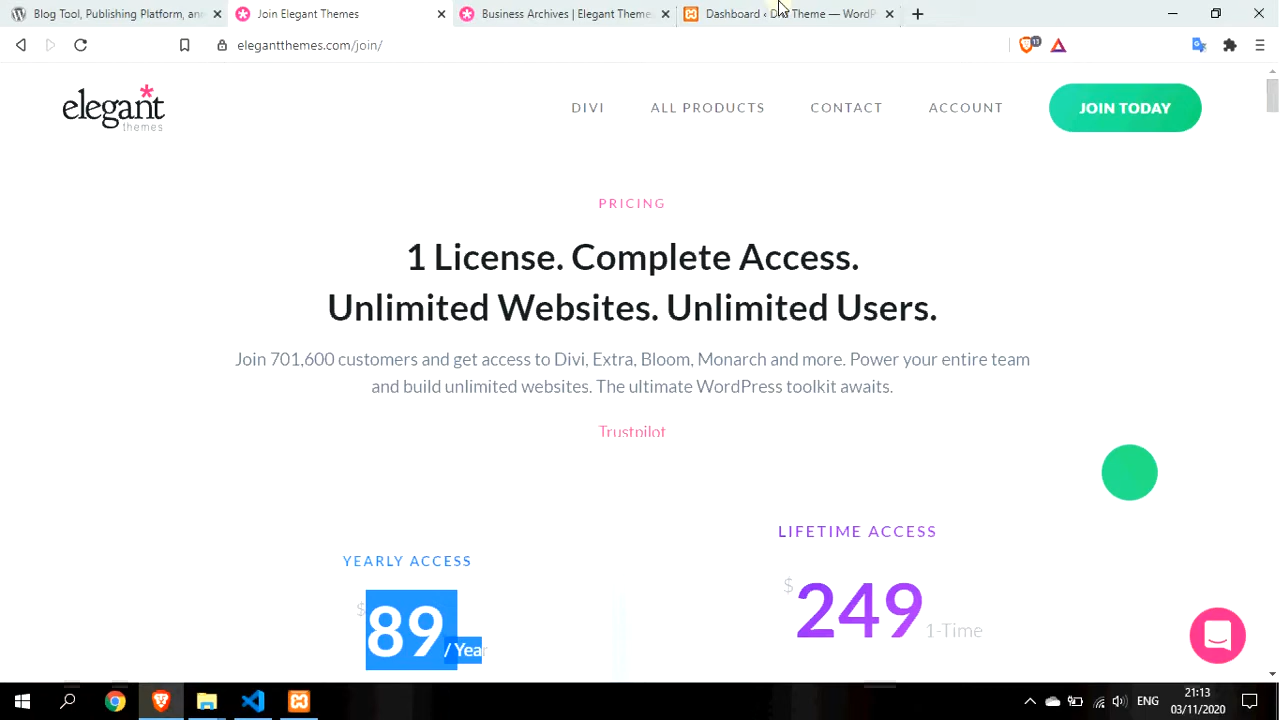 Blog Tool, Publishing Platform, an
Join Elegant Themes
Business Archives | Elegant Theme
Dashboard ‹ Di Theme — WordP
elegantthemes.com/join/
13
elegant
themes
DIVI
ALL PRODUCTS
CONTACT
ACCOUNT
JOIN TODAY
PRICING
1 License. Complete Access.
Unlimited Websites. Unlimited Users.
Join 701,600 customers and get access to Divi, Extra, Bloom, Monarch and more. Power your entire team
and build unlimited websites. The ultimate WordPress toolkit awaits.
Trustpilot
YEARLY ACCESS
$89/ Year
LIFETIME ACCESS
$249 1-Time
ENG
21:13
03/11/2020